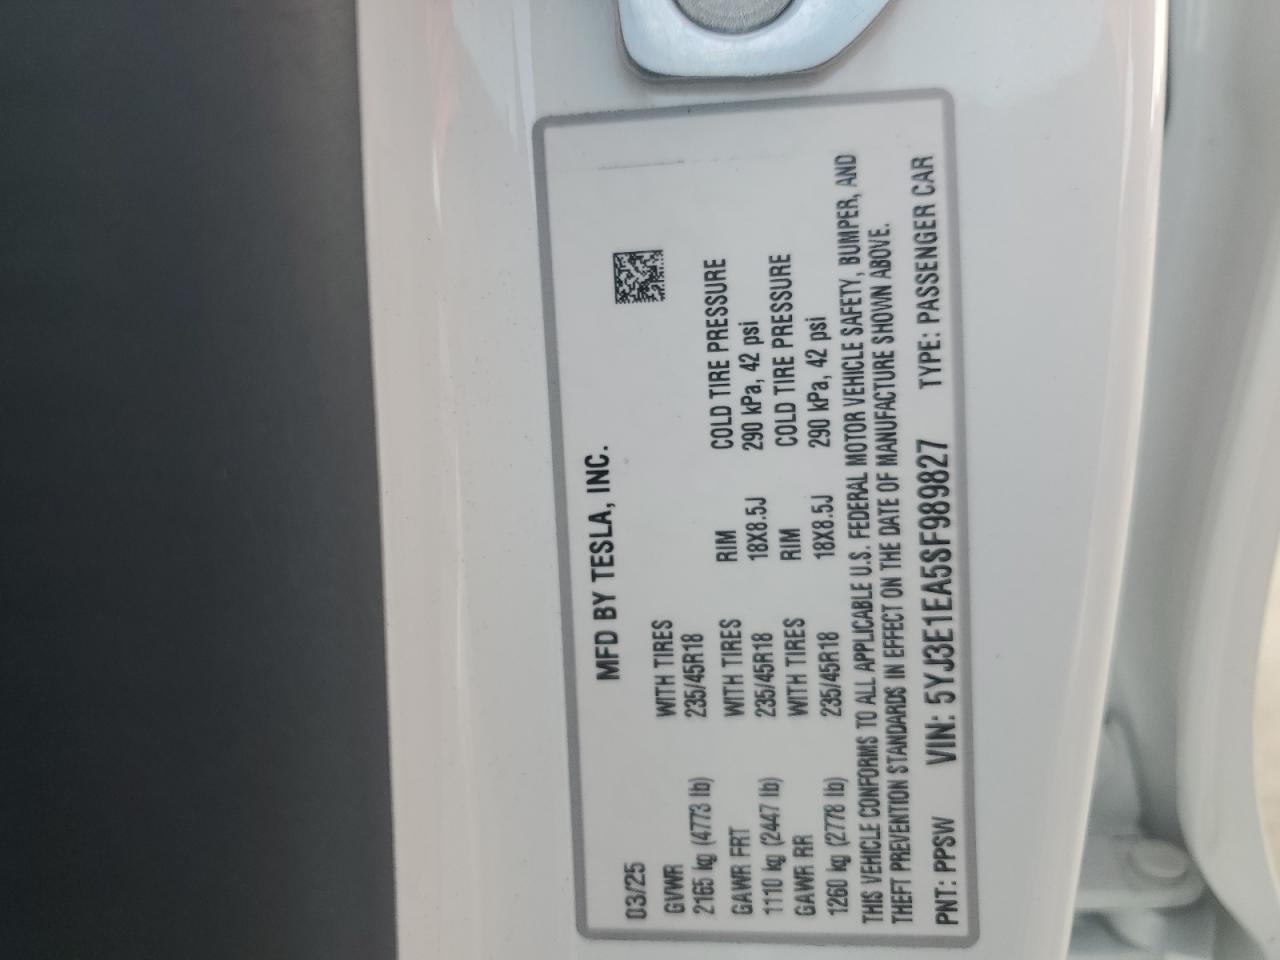 MFD BY TESLA, INC.
03/25
GVWR WITH TIRES
2165 kg (4773 lb) 235/45R18
GAWR FRT WITH TIRES RIM COLD TIRE PRESSURE
1110 kg (2447 lb) 235/45R18 18X8.5J 290 kPa, 42 psi
GAWR RR WITH TIRES RIM COLD TIRE PRESSURE
1260 kg (2778 lb) 235/45R18 18X8.5J 290 kPa, 42 psi
THIS VEHICLE CONFORMS TO ALL APPLICABLE U.S. FEDERAL MOTOR VEHICLE SAFETY, BUMPER, AND
THEFT PREVENTION STANDARDS IN EFFECT ON THE DATE OF MANUFACTURE SHOWN ABOVE.
PNT: PPSW VIN: 5YJ3E1EA5SF989827 TYPE: PASSENGER CAR